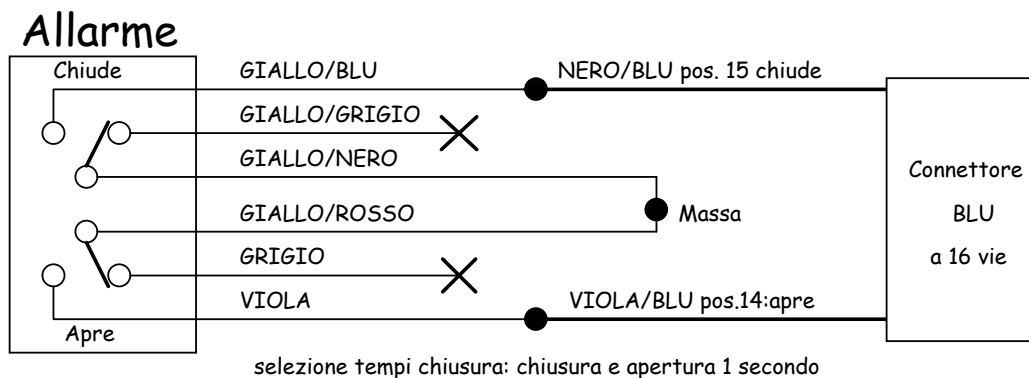 Allarme
Chiude
GIALLO/BLU
NERO/BLU pos. 15 chiude
GIALLO/GRIGIO
GIALLO/NERO
GIALLO/ROSSO
Massa
GRIGIO
VIOLA
VIOLA/BLU pos.14:apre
Apre
Connettore
BLU
a 16 vie
selezione tempi chiusura: chiusura e apertura 1 secondo